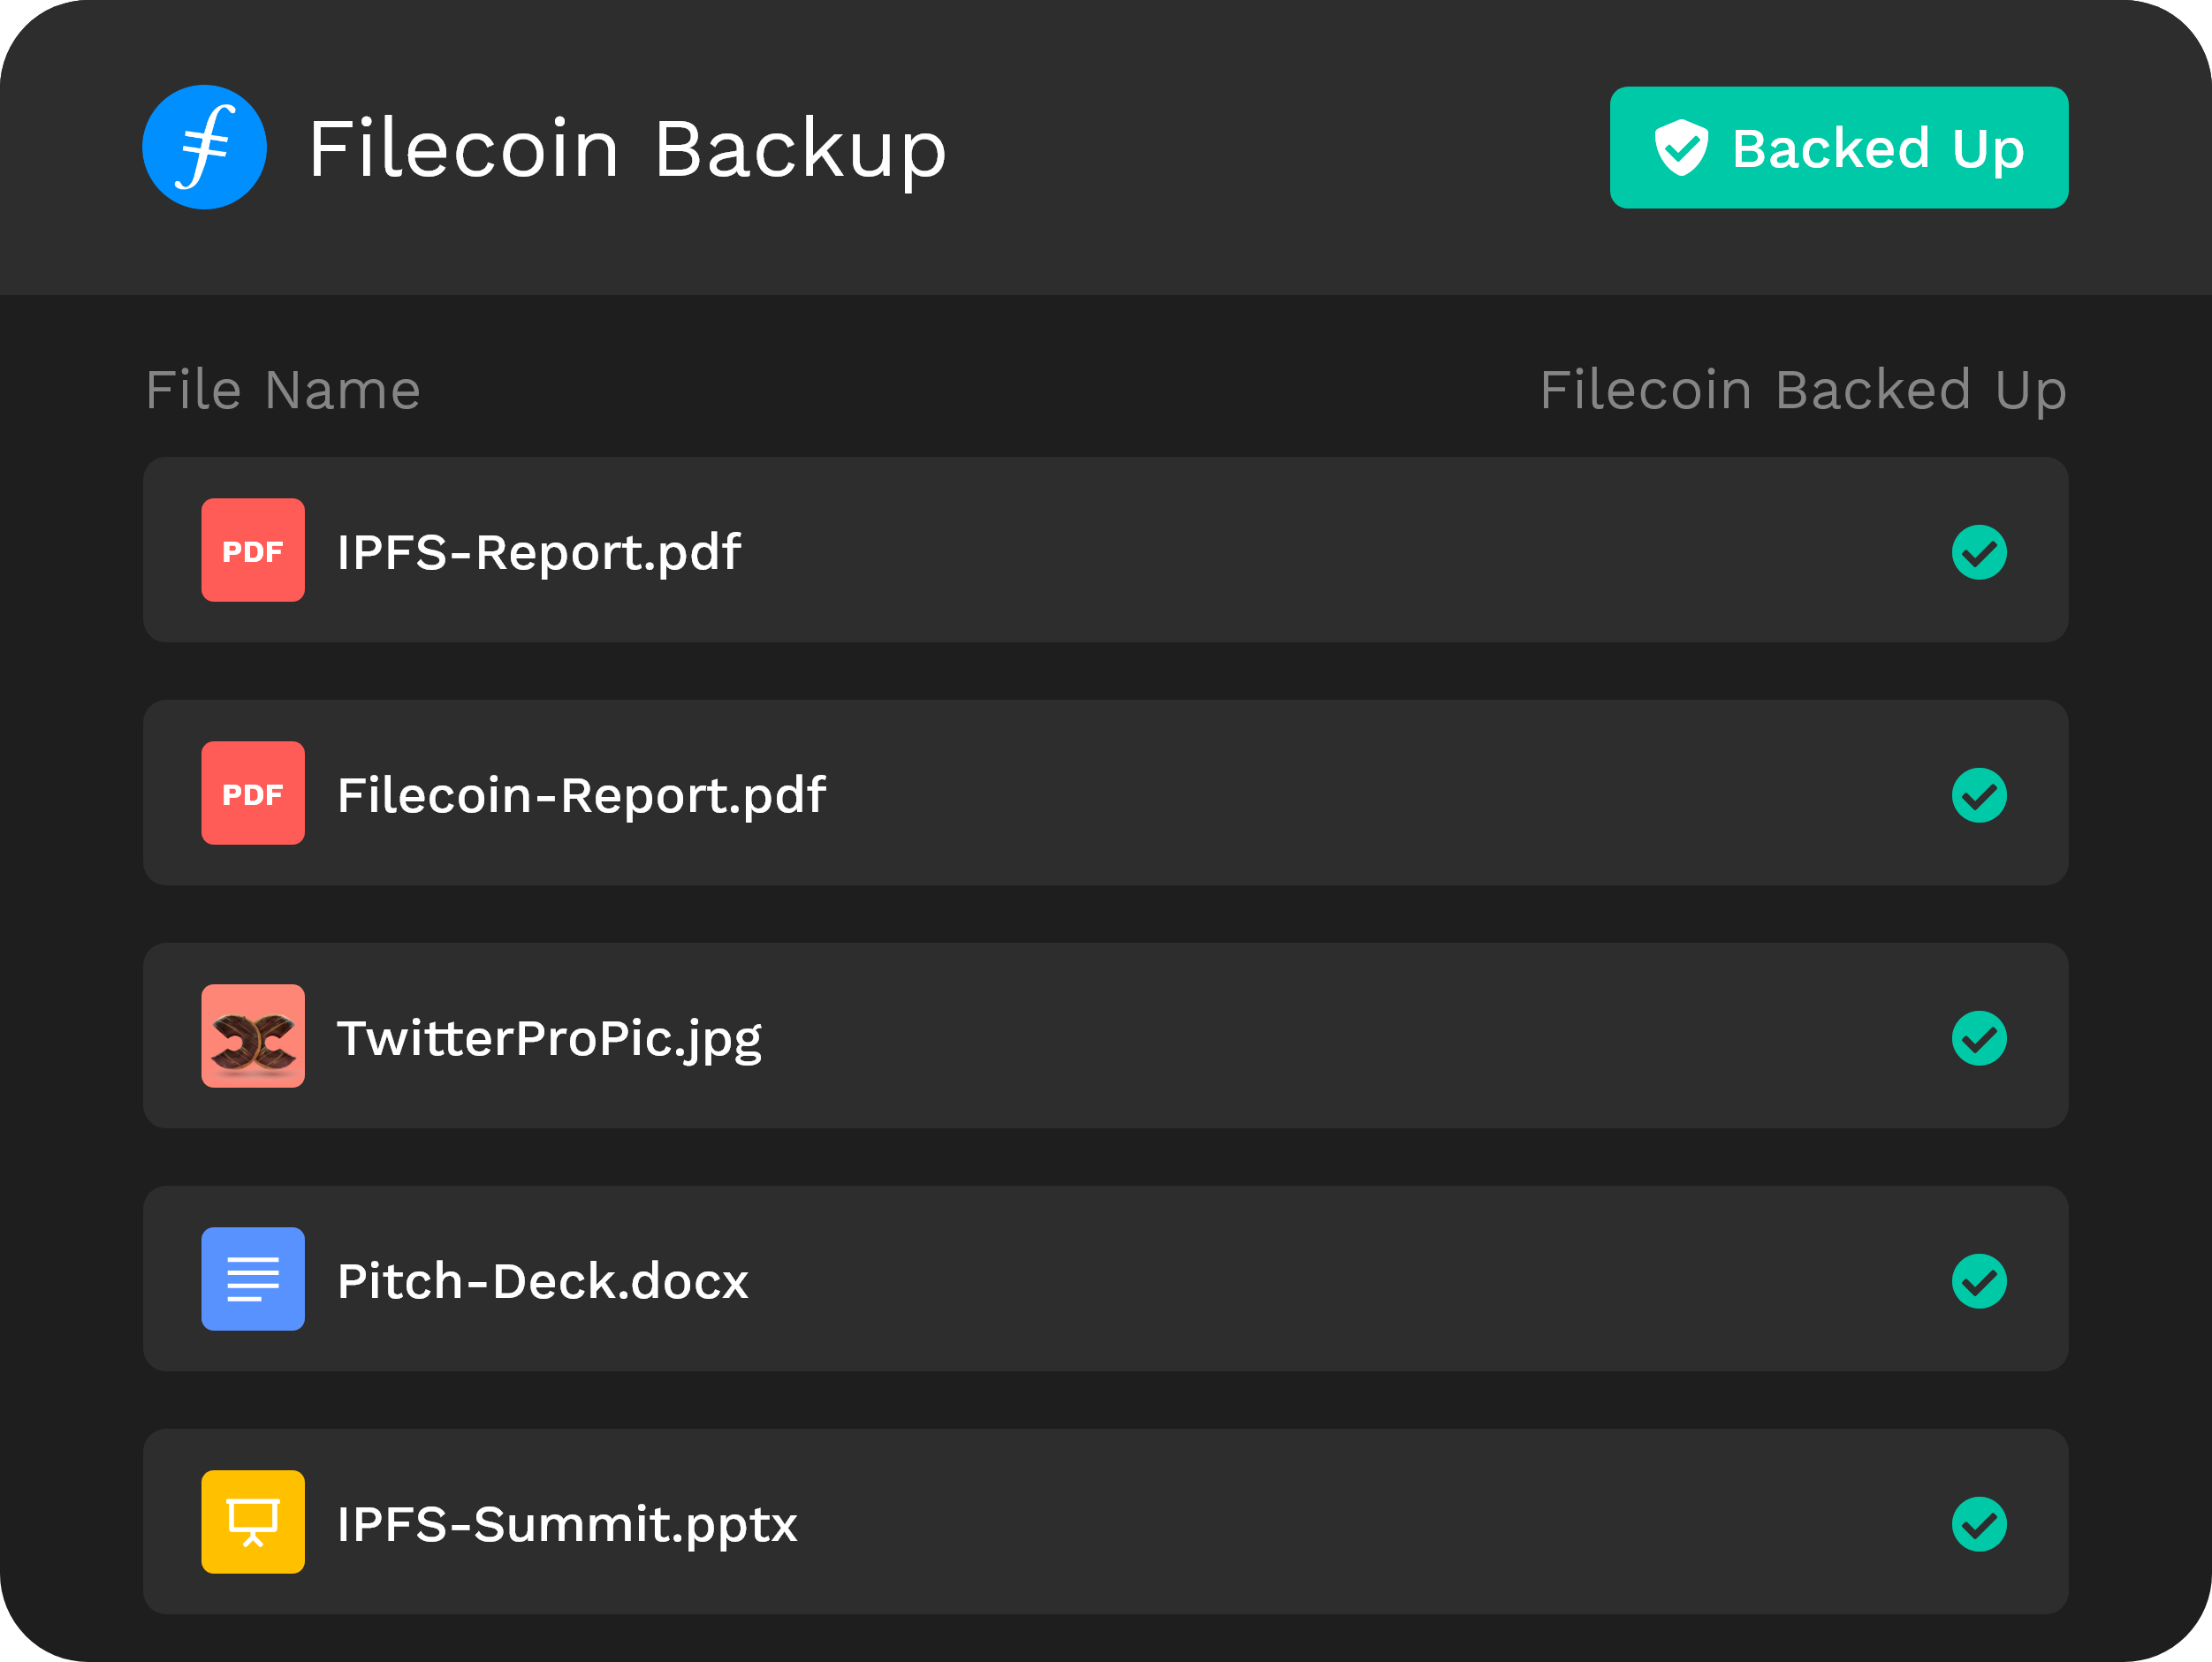 Filecoin Backup
Backed Up
File Name
Filecoin Backed Up
PDF
IPFS-Report.pdf
PDF
Filecoin-Report.pdf
TwitterProPic.jpg
Pitch-Deck.docx
IPFS-Summit.pptx